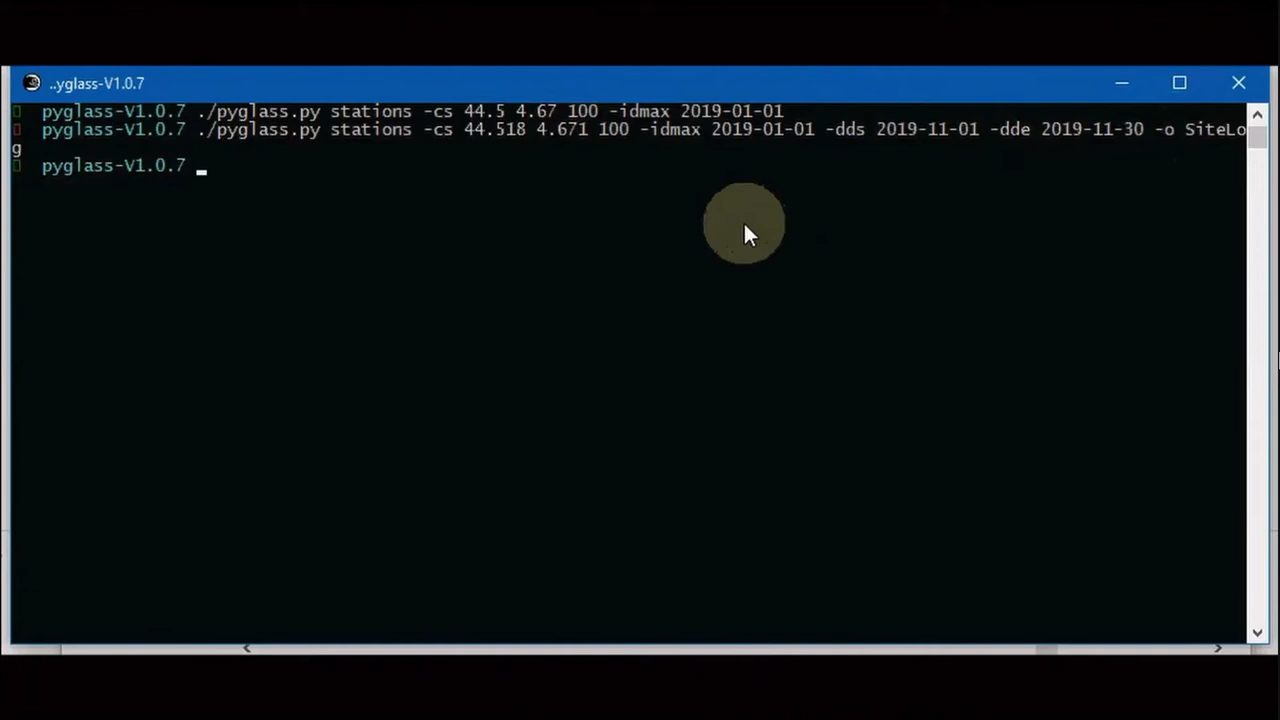 ..yglass-V1.0.7
pyglass-V1.0.7 ./pyglass.py stations -cs 44.5 4.67 100 -idmax 2019-01-01
pyglass-V1.0.7 ./pyglass.py stations -cs 44.518 4.671 100 -idmax 2019-01-01 -dds 2019-11-01 -dde 2019-11-30 -o SiteLo
g
pyglass-V1.0.7